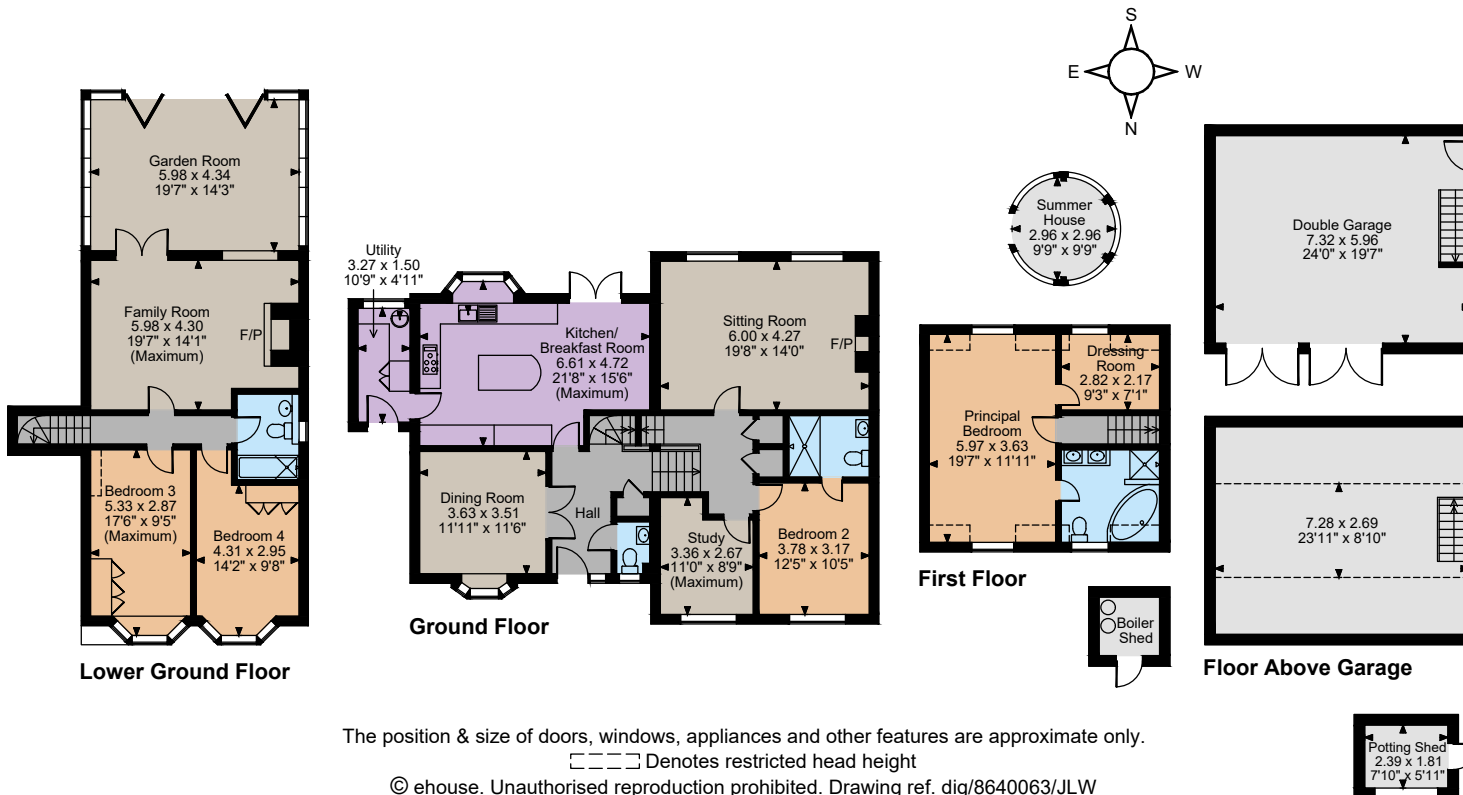 S
E
W
N
Garden Room
5.98 x 4.34
19'7" x 14'3"
Family Room
5.98 x 4.30
19'7" x 14'1"
(Maximum)
F/P
Bedroom 3
5.33 x 2.87
17'6" x 9'5"
(Maximum)
Bedroom 4
4.31 x 2.95
14'2" x 9'8"
Lower Ground Floor
Utility
3.27 x 1.50
10'9" x 4'11"
Kitchen/
Breakfast Room
6.61 x 4.72
21'8" x 15'6"
(Maximum)
Sitting Room
6.00 x 4.27
19'8" x 14'0"
F/P
Dining Room
3.63 x 3.51
11'11" x 11'6"
Hall
Study
3.36 x 2.67
11'0" x 8'9"
(Maximum)
Bedroom 2
3.78 x 3.17
12'5" x 10'5"
Ground Floor
Summer
House
2.96 x 2.96
9'9" x 9'9"
Dressing
Room
2.82 x 2.17
9'3" x 7'1"
Principal
Bedroom
5.97 x 3.63
19'7" x 11'11"
First Floor
Boiler
Shed
Double Garage
7.32 x 5.96
24'0" x 19'7"
7.28 x 2.69
23'11" x 8'10"
Floor Above Garage
Potting Shed
2.39 x 1.81
7'10" x 5'11"
The position & size of doors, windows, appliances and other features are approximate only.
Denotes restricted head height
© ehouse. Unauthorised reproduction prohibited. Drawing ref. dig/8640063/JLW